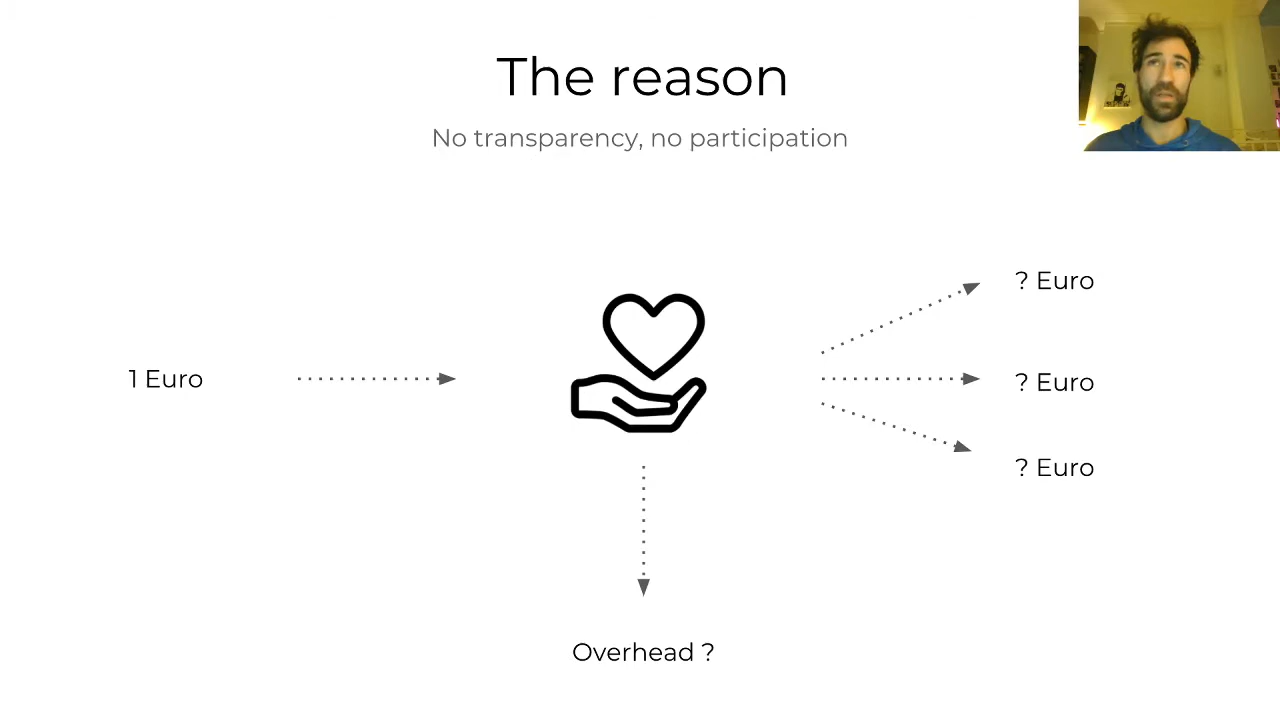 The reason
No transparency, no participation
? Euro
1 Euro
? Euro
? Euro
Overhead ?